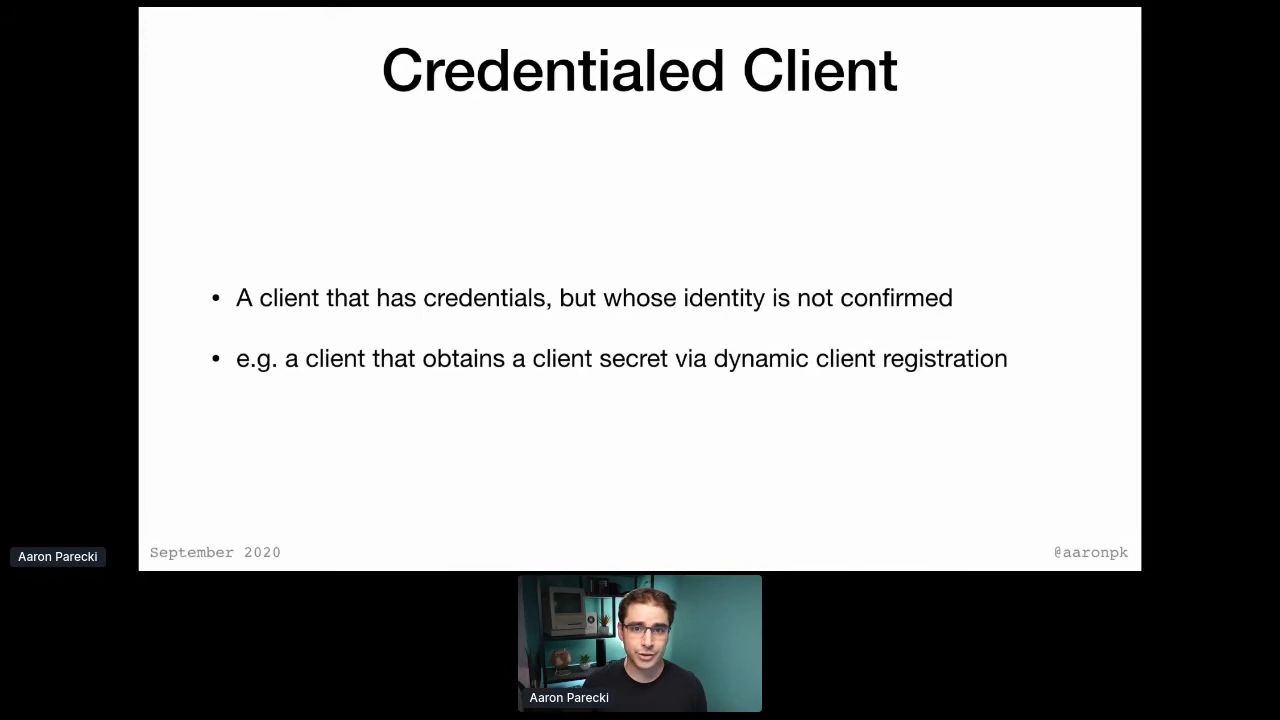 Credentialed Client
• A client that has credentials, but whose identity is not confirmed
• e.g. a client that obtains a client secret via dynamic client registration
September 2020
@aaronpk
Aaron Parecki
Aaron Parecki